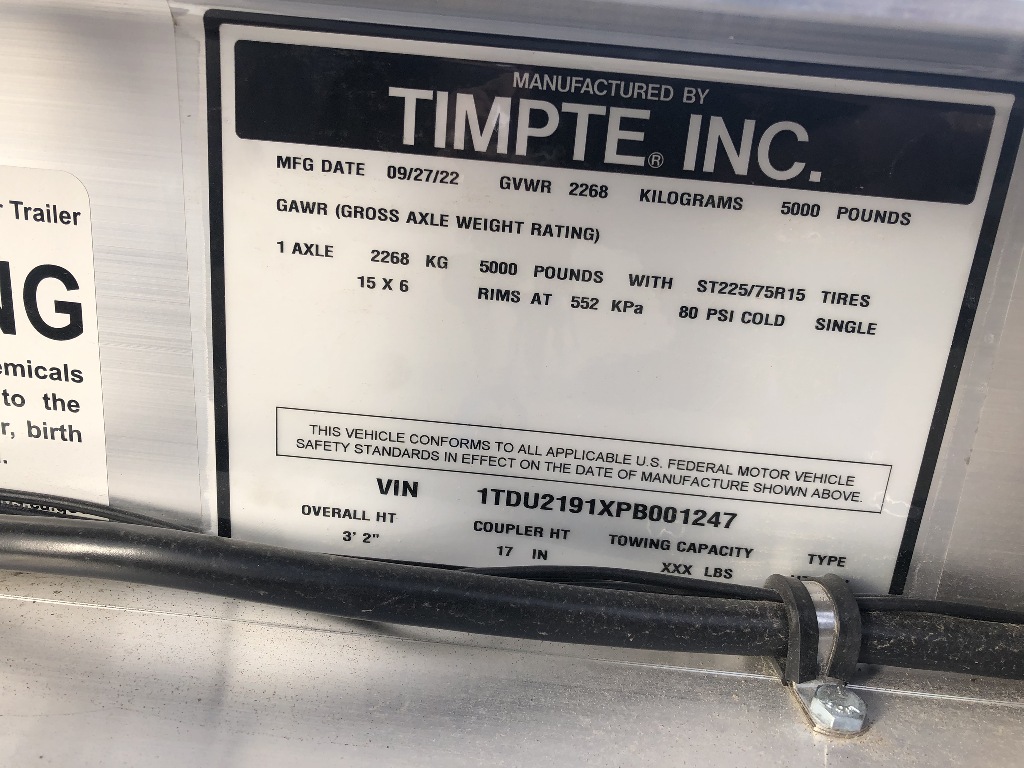 MANUFACTURED BY
TIMPTE® INC.
MFG DATE 09/27/22 GVWR 2268 KILOGRAMS 5000 POUNDS
GAWR (GROSS AXLE WEIGHT RATING)
1 AXLE 2268 KG 5000 POUNDS WITH ST225/75R15 TIRES
15 X 6 RIMS AT 552 KPa 80 PSI COLD SINGLE
THIS VEHICLE CONFORMS TO ALL APPLICABLE U.S. FEDERAL MOTOR VEHICLE
SAFETY STANDARDS IN EFFECT ON THE DATE OF MANUFACTURE SHOWN ABOVE.
VIN 1TDU2191XPB001247
OVERALL HT COUPLER HT TOWING CAPACITY TYPE
3' 2" 17 IN XXX LBS
r Trailer
NG
emicals
to the
r, birth